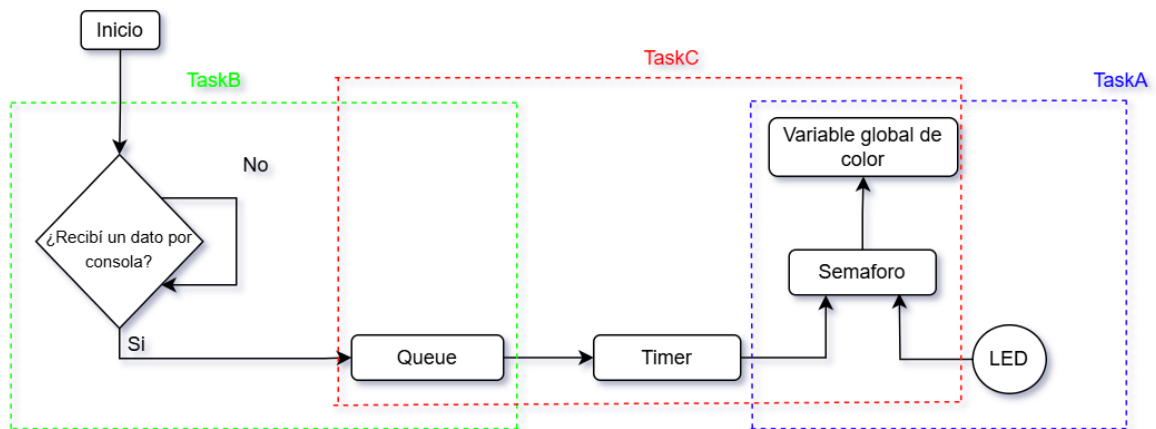 Inicio
TaskB
TaskC
TaskA
No
¿Recibí un dato por
consola?
Si
Queue
Timer
Variable global de
color
Semaforo
LED